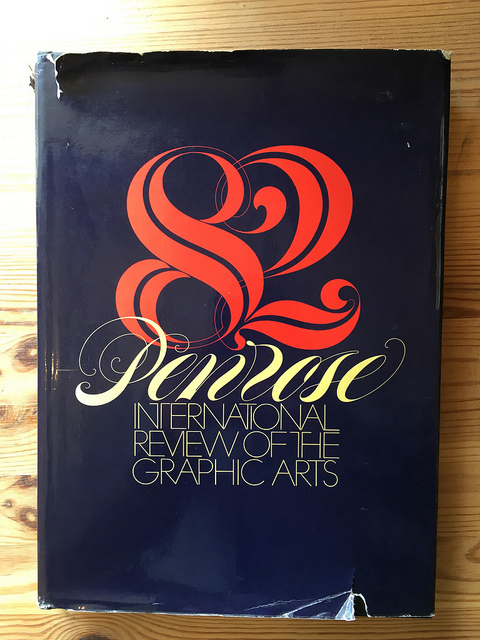 82
Penrose
INTERNATIONAL
REVIEW OF THE
GRAPHIC ARTS